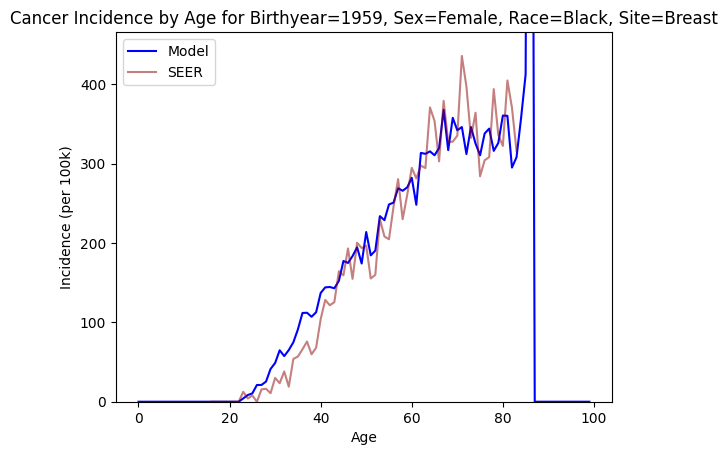 Cancer Incidence by Age for Birthyear=1959, Sex=Female, Race=Black, Site=Breast
Model
SEER
400
300
200
100
0
Incidence (per 100k)
0 20 40 60 80 100
Age